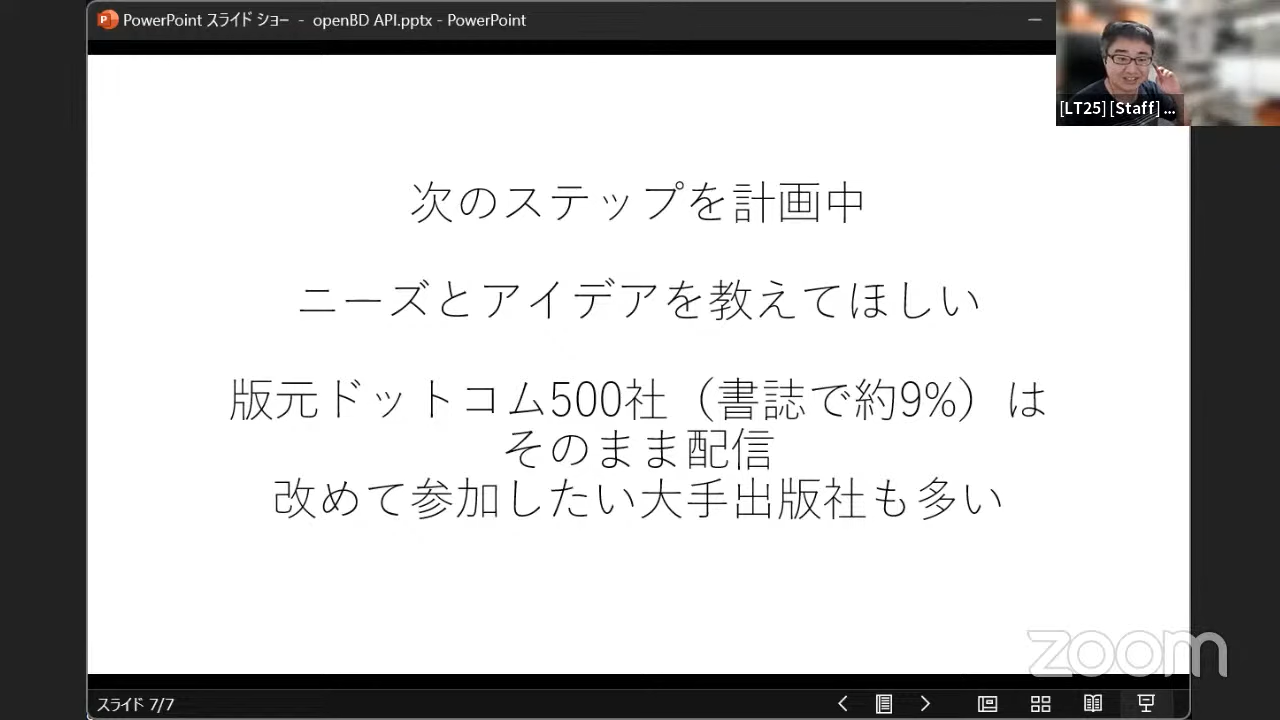 PowerPoint スライド ショー - openBD API.pptx - PowerPoint
[LT25] [Staff] ...
次のステップを計画中
ニーズとアイデアを教えてほしい
版元ドットコム500社（書誌で約9%）は
そのまま配信
改めて参加したい大手出版社も多い
zoom
スライド 7/7